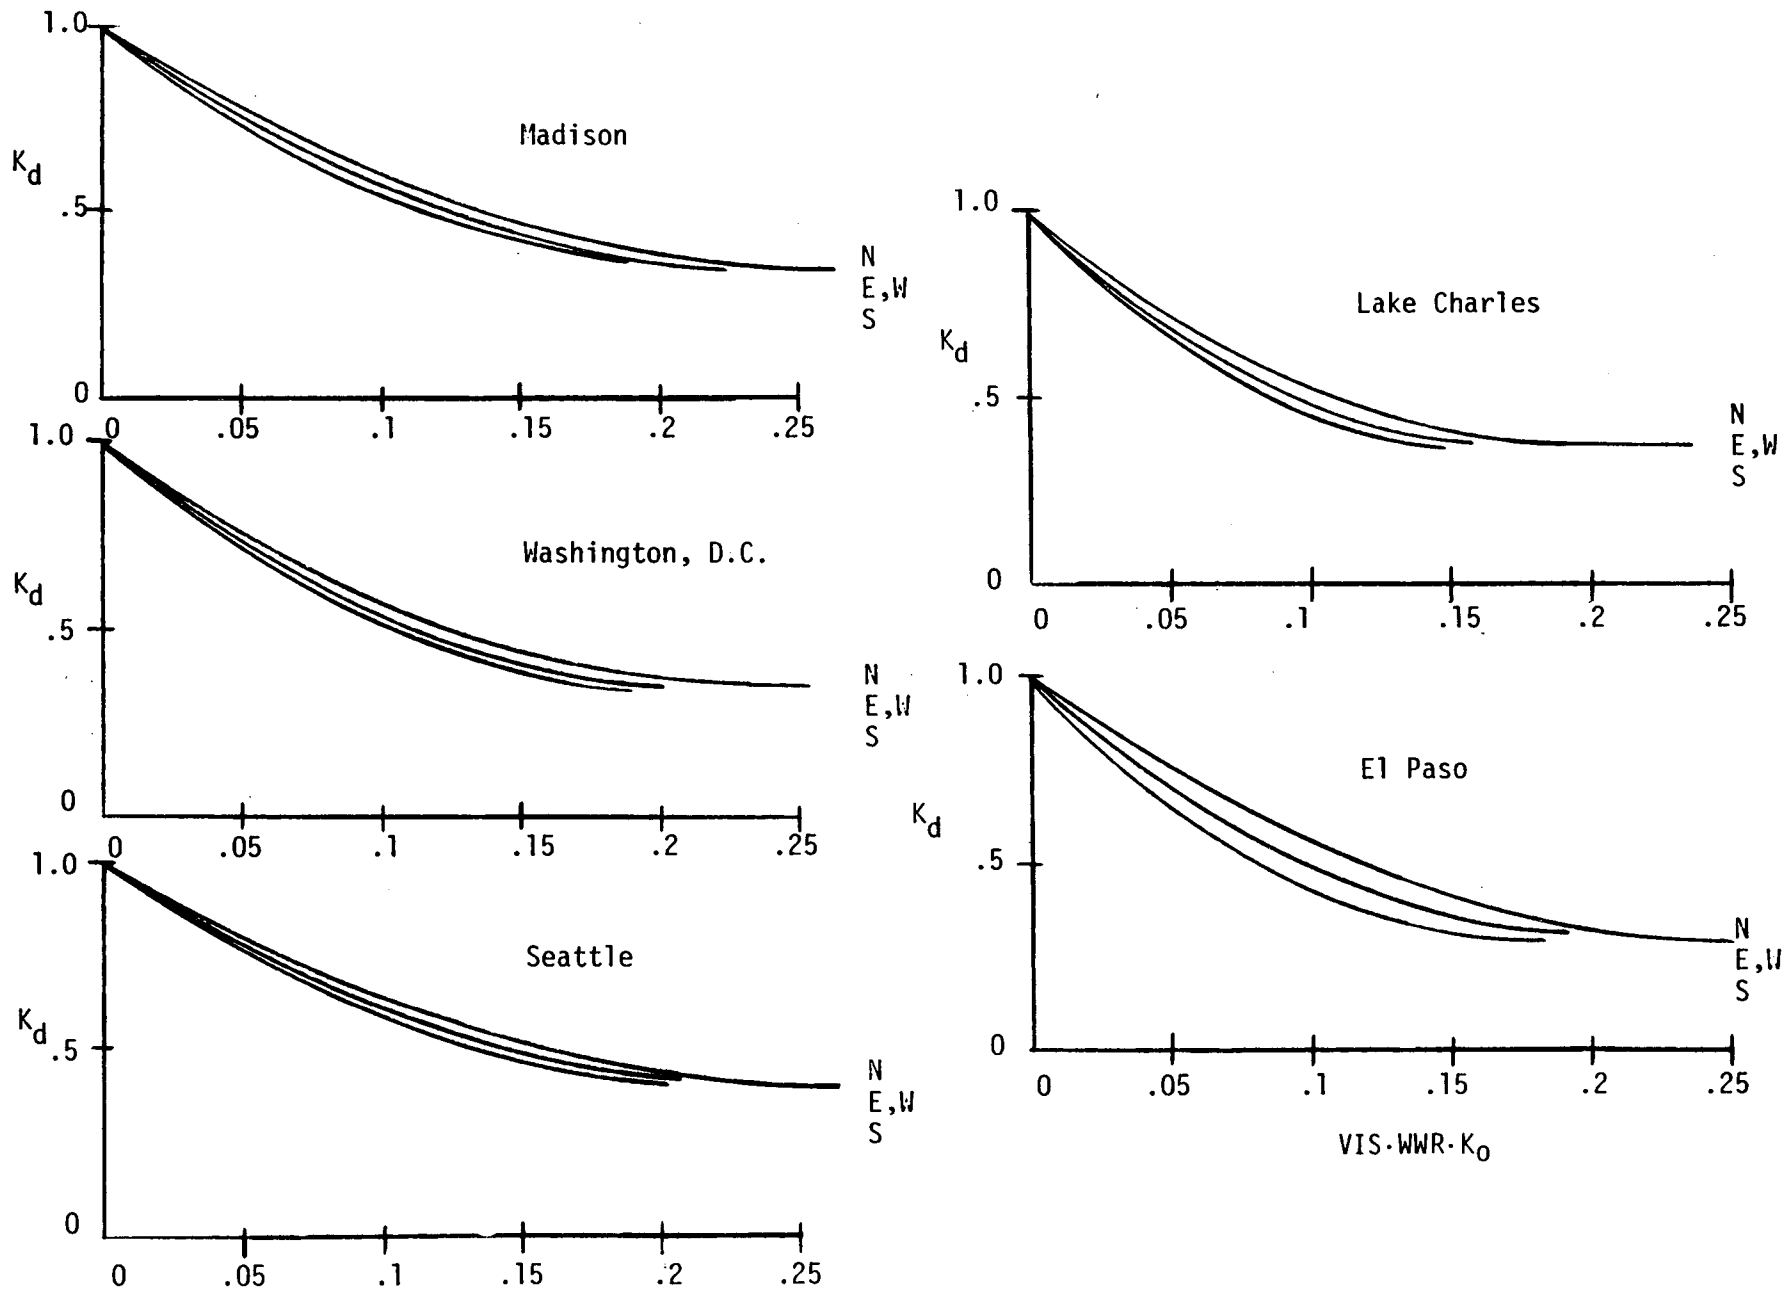 1.0
Madison
Kd
.5
N
E,W
S
0
0 .05 .1 .15 .2 .25
1.0
Washington, D.C.
Kd
.5
N
E,W
S
0
0 .05 .1 .15 .2 .25
1.0
Seattle
Kd
.5
N
E,W
S
0
0 .05 .1 .15 .2 .25
1.0
Lake Charles
Kd
.5
N
E,W
S
0
0 .05 .1 .15 .2 .25
1.0
El Paso
Kd
.5
N
E,W
S
0
0 .05 .1 .15 .2 .25
VIS·WWR·Ko